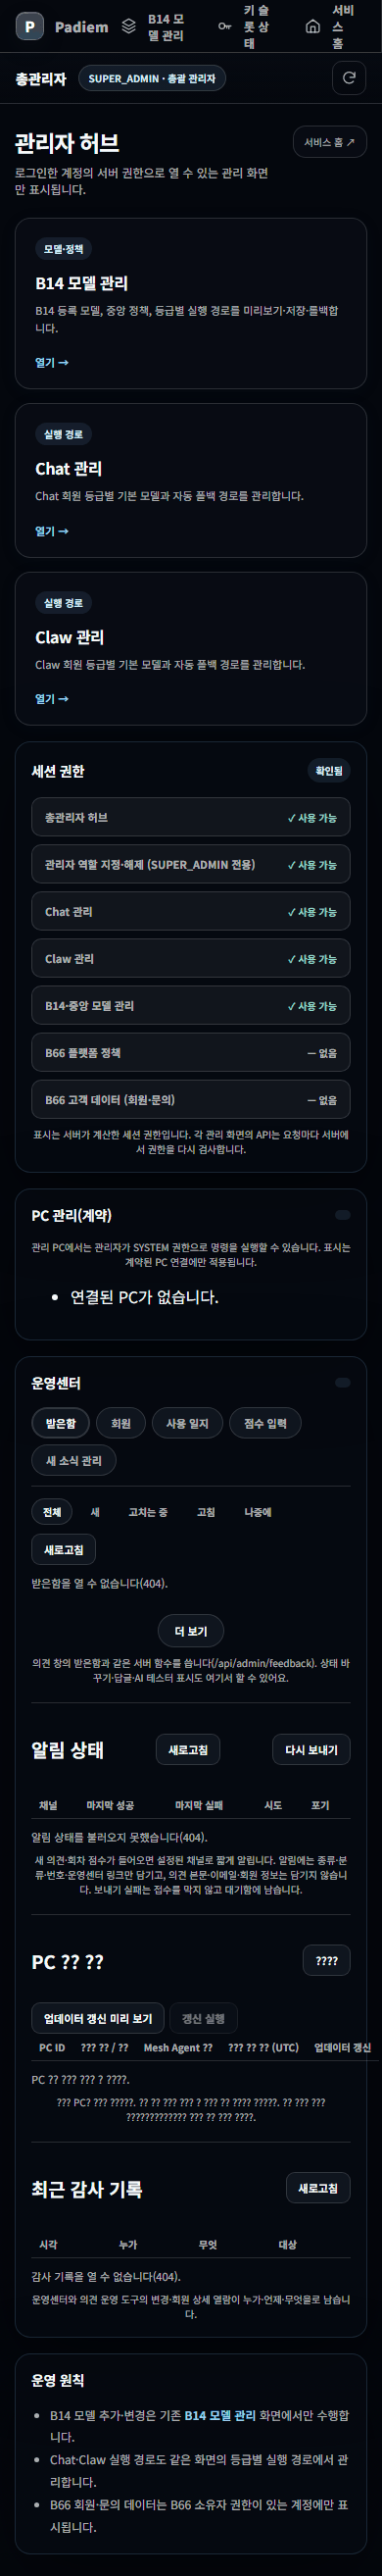 P Padiem
B14 모
델 관리
키 슬
롯 상
태
서비
스
홈
총관리자
SUPER_ADMIN · 총괄 관리자
관리자 허브
서비스 홈 ↗
로그인한 계정의 서버 권한으로 열 수 있는 관리 화면
만 표시됩니다.
모델·정책
B14 모델 관리
B14 등록 모델, 중앙 정책, 등급별 실행 경로를 미리보기·저장·롤백합
니다.
열기 →
실행 경로
Chat 관리
Chat 회원 등급별 기본 모델과 자동 폴백 경로를 관리합니다.
열기 →
실행 경로
Claw 관리
Claw 회원 등급별 기본 모델과 자동 폴백 경로를 관리합니다.
열기 →
세션 권한
확인됨
총관리자 허브 ✓ 사용 가능
관리자 역할 지정·해제 (SUPER_ADMIN 전용) ✓ 사용 가능
Chat 관리 ✓ 사용 가능
Claw 관리 ✓ 사용 가능
B14·중앙 모델 관리 ✓ 사용 가능
B66 플랫폼 정책 — 없음
B66 고객 데이터 (회원·문의) — 없음
표시는 서버가 계산한 세션 권한입니다. 각 관리 화면의 API는 요청마다 서버에
서 권한을 다시 검사합니다.
PC 관리(계약)
관리 PC에서는 관리자가 SYSTEM 권한으로 명령을 실행할 수 있습니다. 표시는
계약된 PC 연결에만 적용됩니다.
• 연결된 PC가 없습니다.
운영센터
받은함 회원 사용 일지 점수 입력
새 소식 관리
전체 새 고치는 중 고침 나중에
새로고침
받은함을 열 수 없습니다(404).
더 보기
의견 창의 받은함과 같은 서버 함수를 씁니다(/api/admin/feedback). 상태 바
꾸기·답글·AI 테스터 표시도 여기서 할 수 있어요.
알림 상태 새로고침 다시 보내기
채널 마지막 성공 마지막 실패 시도 포기
알림 상태를 불러오지 못했습니다(404).
새 의견·회차 점수가 들어오면 설정된 채널로 짧게 알립니다. 알림에는 종류·분
류·번호·운영센터 링크만 담기고, 의견 본문·이메일·회원 정보는 담기지 않습니
다. 보내기 실패는 접수를 막지 않고 대기함에 남습니다.
PC ?? ?? ????
업데이터 갱신 미리 보기 갱신 실행
PC ID ??? ?? / ?? Mesh Agent ?? ??? ?? ?? (UTC) 업데이터 갱신
PC ?? ??? ??? ? ????.
??? PC? ??? ?????. ?? ?? ??? ??? ? ??? ?? ???? ?????. ?? ??? ???
????????????? ??? ?? ??? ????.
최근 감사 기록 새로고침
시각 누가 무엇 대상
감사 기록을 열 수 없습니다(404).
운영센터와 의견 운영 도구의 변경·회원 상세 열람이 누가·언제·무엇을로 남습니
다.
운영 원칙
• B14 모델 추가·변경은 기존 B14 모델 관리 화면에서만 수행합
니다.
• Chat·Claw 실행 경로도 같은 화면의 등급별 실행 경로에서 관
리합니다.
• B66 회원·문의 데이터는 B66 소유자 권한이 있는 계정에만 표
시됩니다.